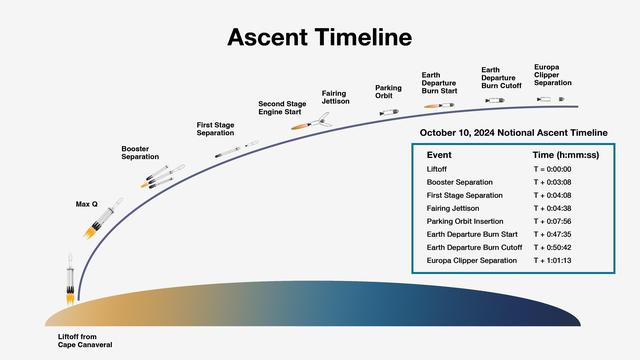 Ascent Timeline
Europa
Clipper
Separation
Earth
Departure
Burn Cutoff
Earth
Departure
Burn Start
Parking
Orbit
Fairing
Jettison
Second Stage
Engine Start
First Stage
Separation
Booster
Separation
Max Q
Liftoff from
Cape Canaveral
October 10, 2024 Notional Ascent Timeline
Event Time (h:mm:ss)
Liftoff T = 0:00:00
Booster Separation T + 0:03:08
First Stage Separation T + 0:04:08
Fairing Jettison T + 0:04:38
Parking Orbit Insertion T + 0:07:56
Earth Departure Burn Start T + 0:47:35
Earth Departure Burn Cutoff T + 0:50:42
Europa Clipper Separation T + 1:01:13